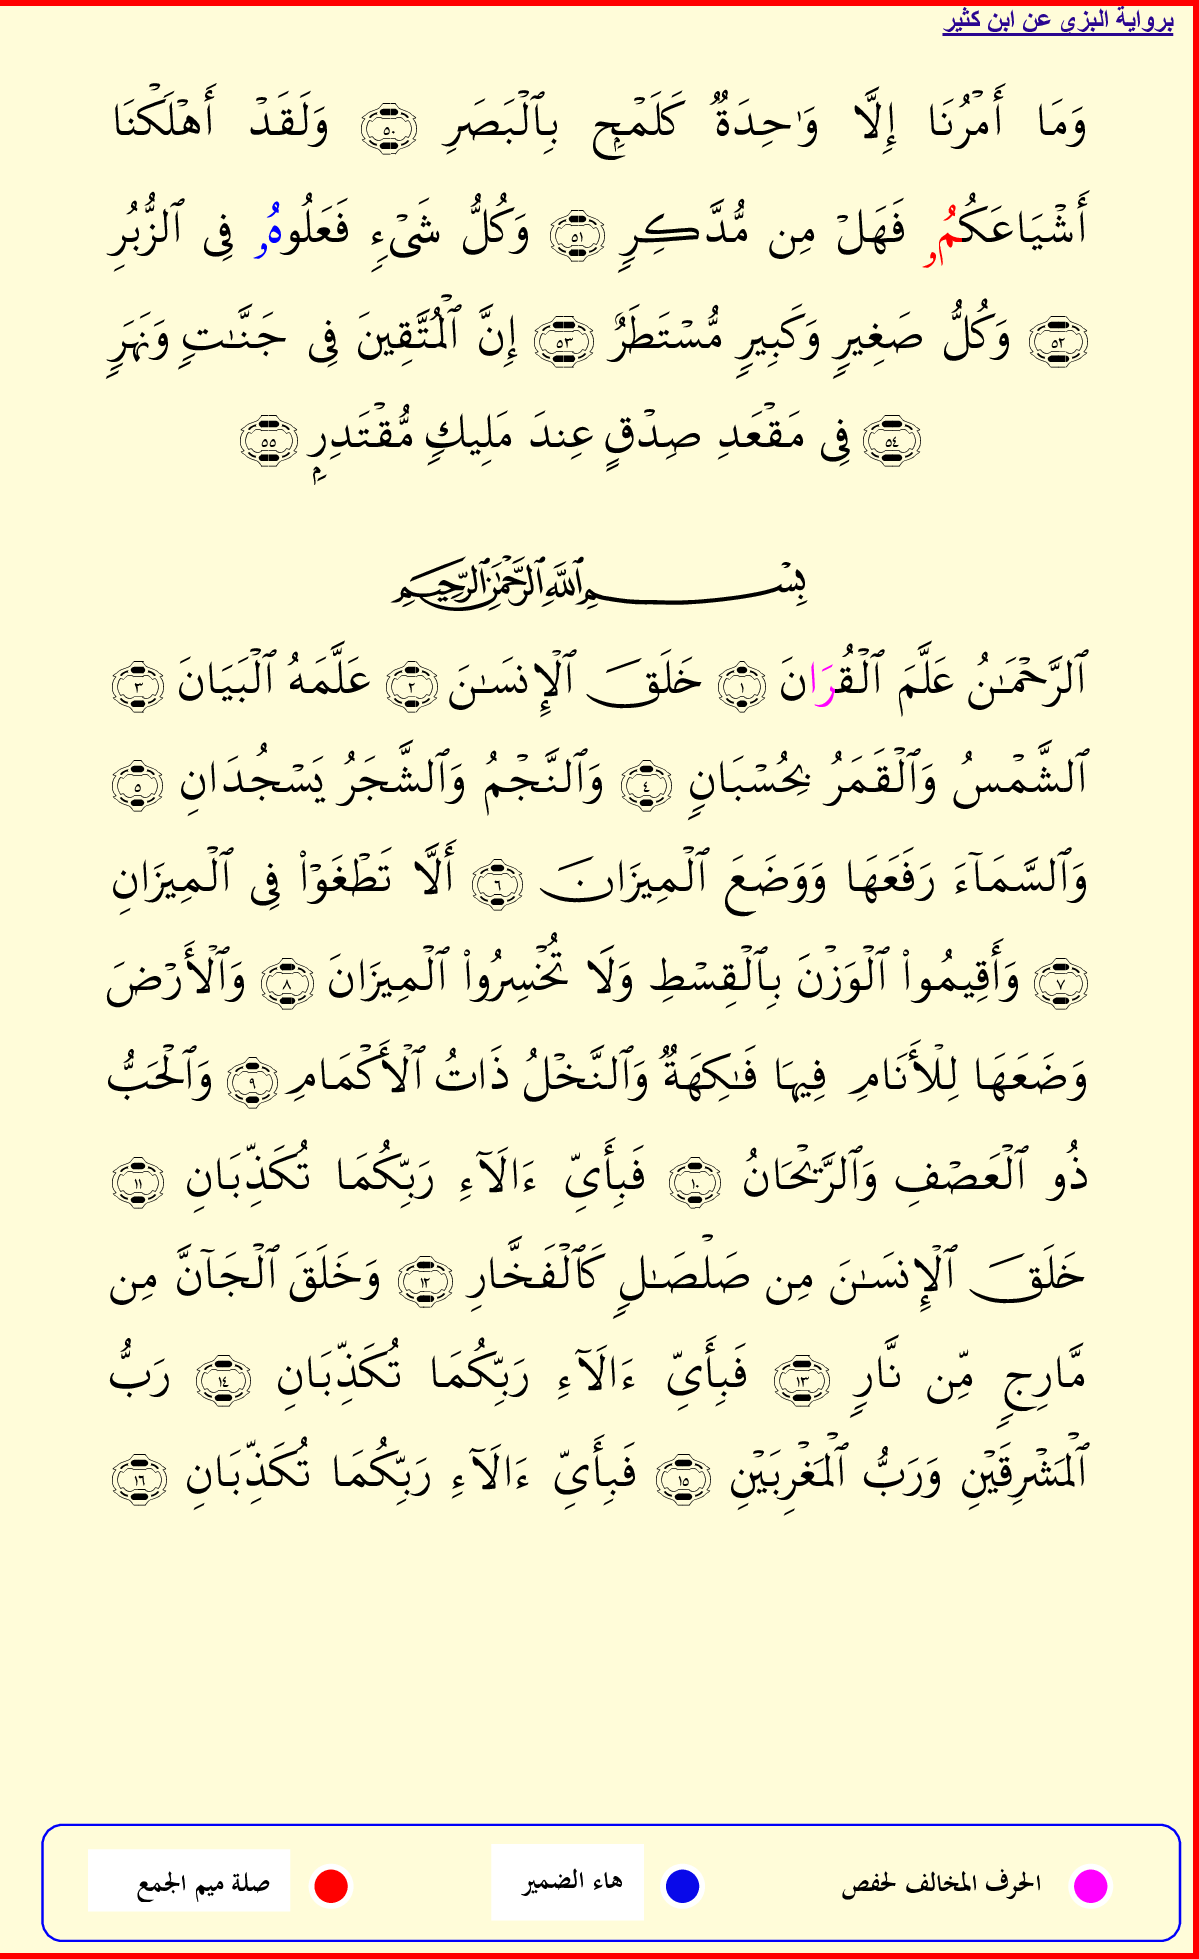 برواية البزى عن ابن كثير
وَمَا أَمۡرُنَا إِلَّا وَٰحِدَةٌ كَلَمۡحِۭ بِٱلۡبَصَرِ ٥٠ وَلَقَدۡ أَهۡلَكۡنَا
أَشۡيَاعَكُمُۥ فَهَلۡ مِن مُّدَّكِرٍ ٥١ وَكُلُّ شَىۡءٍ فَعَلُوهُۥ فِى ٱلزُّبُرِ
٥٢ وَكُلُّ صَغِيرٍ وَكَبِيرٍ مُّسۡتَطَرٌ ٥٣ إِنَّ ٱلۡمُتَّقِينَ فِى جَنَّـٰتٍ وَنَهَرٍ
٥٤ فِى مَقۡعَدِ صِدۡقٍ عِندَ مَلِيكٍ مُّقۡتَدِرِۭ ٥٥
بِسۡمِ ٱللَّهِ ٱلرَّحۡمَـٰنِ ٱلرَّحِيمِ
ٱلرَّحۡمَـٰنُ عَلَّمَ ٱلۡقُرَانَ ١ خَلَقَ ٱلۡإِنسَـٰنَ ٢ عَلَّمَهُ ٱلۡبَيَانَ ٣
ٱلشَّمۡسُ وَٱلۡقَمَرُ بِحُسۡبَانٍ ٤ وَٱلنَّجۡمُ وَٱلشَّجَرُ يَسۡجُدَانِ ٥
وَٱلسَّمَآءَ رَفَعَهَا وَوَضَعَ ٱلۡمِيزَانَ ٦ أَلَّا تَطۡغَوۡاْ فِى ٱلۡمِيزَانِ
٧ وَأَقِيمُواْ ٱلۡوَزۡنَ بِٱلۡقِسۡطِ وَلَا تُخۡسِرُواْ ٱلۡمِيزَانَ ٨ وَٱلۡأَرۡضَ
وَضَعَهَا لِلۡأَنَامِ فِيهَا فَـٰكِهَةٌ وَٱلنَّخۡلُ ذَاتُ ٱلۡأَكۡمَامِ ٩ وَٱلۡحَبُّ
ذُو ٱلۡعَصۡفِ وَٱلرَّيۡحَانُ ١٠ فَبِأَىِّ ءَالَآءِ رَبِّكُمَا تُكَذِّبَانِ ١١
خَلَقَ ٱلۡإِنسَـٰنَ مِن صَلۡصَـٰلٍ كَٱلۡفَخَّارِ ١٢ وَخَلَقَ ٱلۡجَآنَّ مِن
مَّارِجٍ مِّن نَّارٍ ١٣ فَبِأَىِّ ءَالَآءِ رَبِّكُمَا تُكَذِّبَانِ ١٤ رَبُّ
ٱلۡمَشۡرِقَيۡنِ وَرَبُّ ٱلۡمَغۡرِبَيۡنِ ١٥ فَبِأَىِّ ءَالَآءِ رَبِّكُمَا تُكَذِّبَانِ ١٦
الحرف المخالف لحفص هاء الضمير صلة ميم الجمع